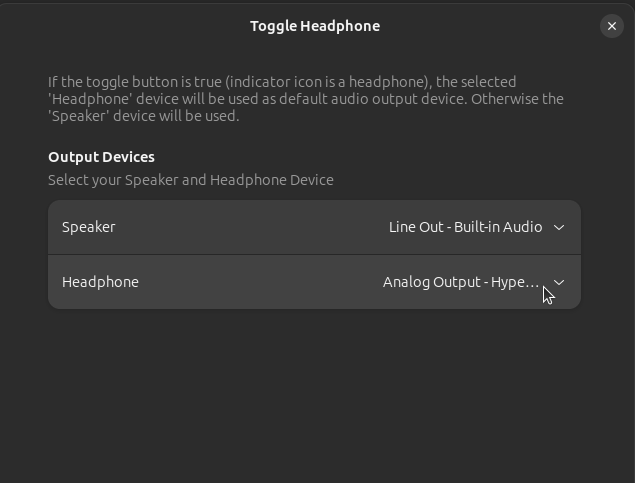 Toggle Headphone
If the toggle button is true (indicator icon is a headphone), the selected
'Headphone' device will be used as default audio output device. Otherwise the
'Speaker' device will be used.
Output Devices
Select your Speaker and Headphone Device
Speaker
Line Out - Built-in Audio
Headphone
Analog Output - Hype…